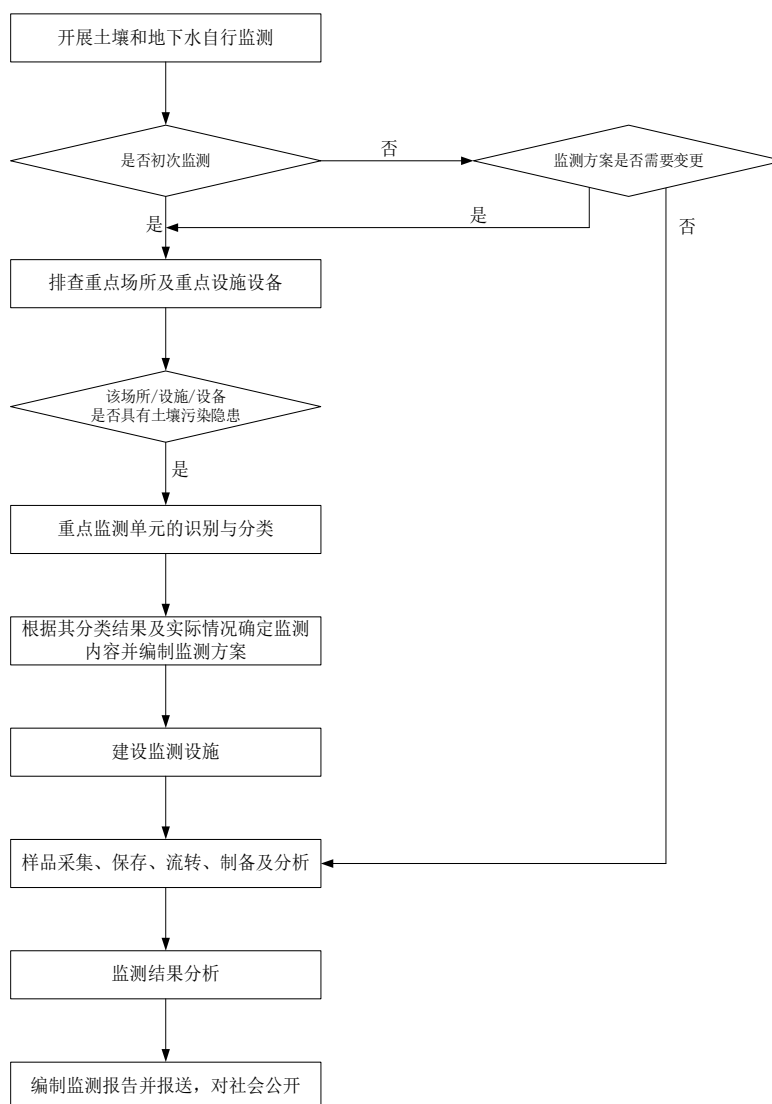 开展土壤和地下水自行监测
是否初次监测
否
监测方案是否需要变更
是
是
否
排查重点场所及重点设施设备
该场所/设施/设备
是否具有土壤污染隐患
是
重点监测单元的识别与分类
根据其分类结果及实际情况确定监测
内容并编制监测方案
建设监测设施
样品采集、保存、流转、制备及分析
监测结果分析
编制监测报告并报送，对社会公开